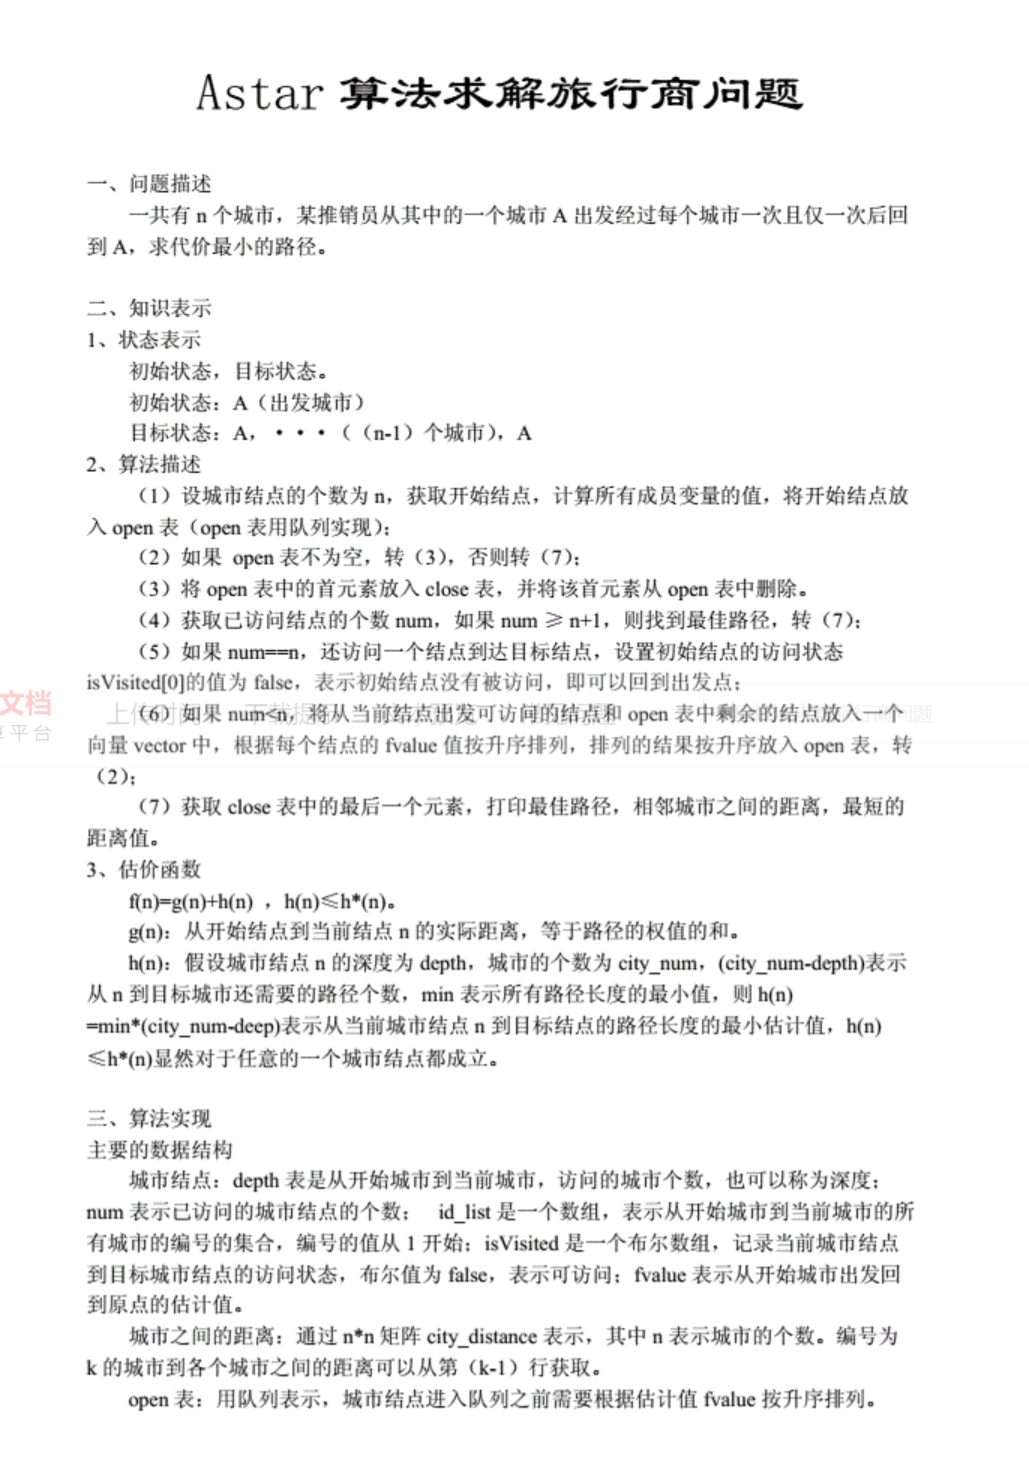 Astar 算法求解旅行商问题
一、问题描述
一共有 n 个城市，某推销员从其中的一个城市 A 出发经过每个城市一次且仅一次后回
到 A，求代价最小的路径。
二、知识表示
1、状态表示
初始状态，目标状态。
初始状态：A（出发城市）
目标状态：A，···（（n-1）个城市），A
2、算法描述
（1）设城市结点的个数为 n，获取开始结点，计算所有成员变量的值，将开始结点放
入 open 表（open 表用队列实现）；
（2）如果 open 表不为空，转（3），否则转（7）；
（3）将 open 表中的首元素放入 close 表，并将该首元素从 open 表中删除。
（4）获取已访问结点的个数 num，如果 num ≥ n+1，则找到最佳路径，转（7）；
（5）如果 num==n，还访问一个结点到达目标结点，设置初始结点的访问状态
isVisited[0]的值为 false，表示初始结点没有被访问，即可以回到出发点；
文档
（6）如果 num<n，将从当前结点出发可访问的结点和 open 表中剩余的结点放入一个
平台
向量 vector 中，根据每个结点的 fvalue 值按升序排列，排列的结果按升序放入 open 表，转
（2）；
（7）获取 close 表中的最后一个元素，打印最佳路径，相邻城市之间的距离，最短的
距离值。
3、估价函数
f(n)=g(n)+h(n) ，h(n)≤h*(n)。
g(n)：从开始结点到当前结点 n 的实际距离，等于路径的权值的和。
h(n)：假设城市结点 n 的深度为 depth，城市的个数为 city_num，(city_num-depth)表示
从 n 到目标城市还需要的路径个数，min 表示所有路径长度的最小值，则 h(n)
=min*(city_num-deep)表示从当前城市结点 n 到目标结点的路径长度的最小估计值，h(n)
≤h*(n)显然对于任意的一个城市结点都成立。
三、算法实现
主要的数据结构
城市结点：depth 表是从开始城市到当前城市，访问的城市个数，也可以称为深度；
num 表示已访问的城市结点的个数； id_list 是一个数组，表示从开始城市到当前城市的所
有城市的编号的集合，编号的值从 1 开始；isVisited 是一个布尔数组，记录当前城市结点
到目标城市结点的访问状态，布尔值为 false，表示可访问；fvalue 表示从开始城市出发回
到原点的估计值。
城市之间的距离：通过 n*n 矩阵 city_distance 表示，其中 n 表示城市的个数。编号为
k 的城市到各个城市之间的距离可以从第（k-1）行获取。
open 表：用队列表示，城市结点进入队列之前需要根据估计值 fvalue 按升序排列。